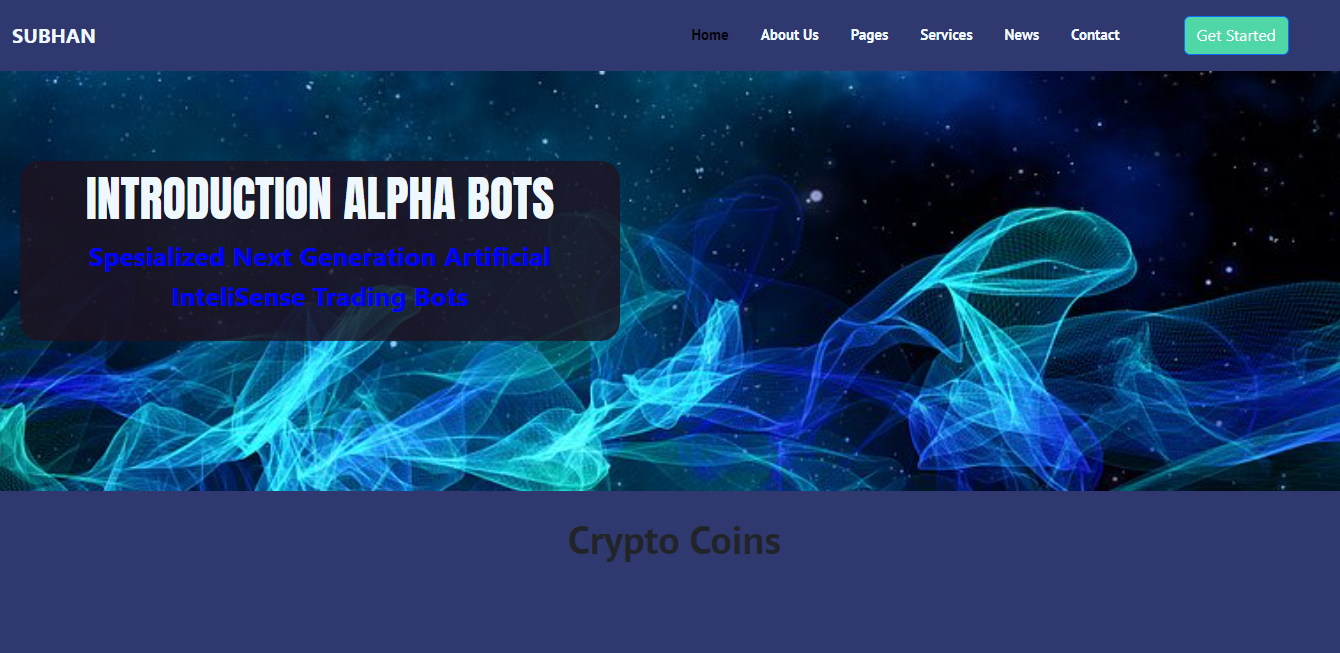 SUBHAN
Home About Us Pages Services News Contact Get Started
INTRODUCTION ALPHA BOTS
Spesialized Next Generation Artificial
InteliSense Trading Bots
Crypto Coins